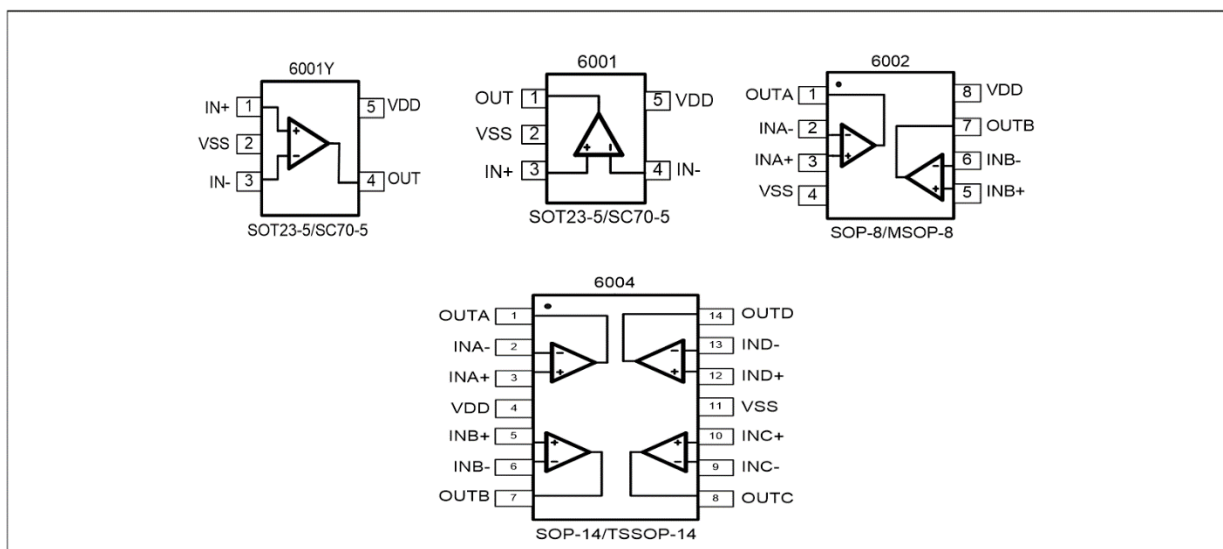 6001Y
IN+ 1 5 VDD
VSS 2
IN- 3 4 OUT
+
−
SOT23-5/SC70-5
6001
OUT 1 5 VDD
VSS 2
IN+ 3 4 IN-
+ −
SOT23-5/SC70-5
6002
OUTA 1 8 VDD
INA- 2 7 OUTB
INA+ 3 6 INB-
VSS 4 5 INB+
− −
+ +
SOP-8/MSOP-8
6004
OUTA 1 14 OUTD
INA- 2 − − 13 IND-
INA+ 3 + + 12 IND+
VDD 4 11 VSS
INB+ 5 + + 10 INC+
INB- 6 − − 9 INC-
OUTB 7 8 OUTC
SOP-14/TSSOP-14